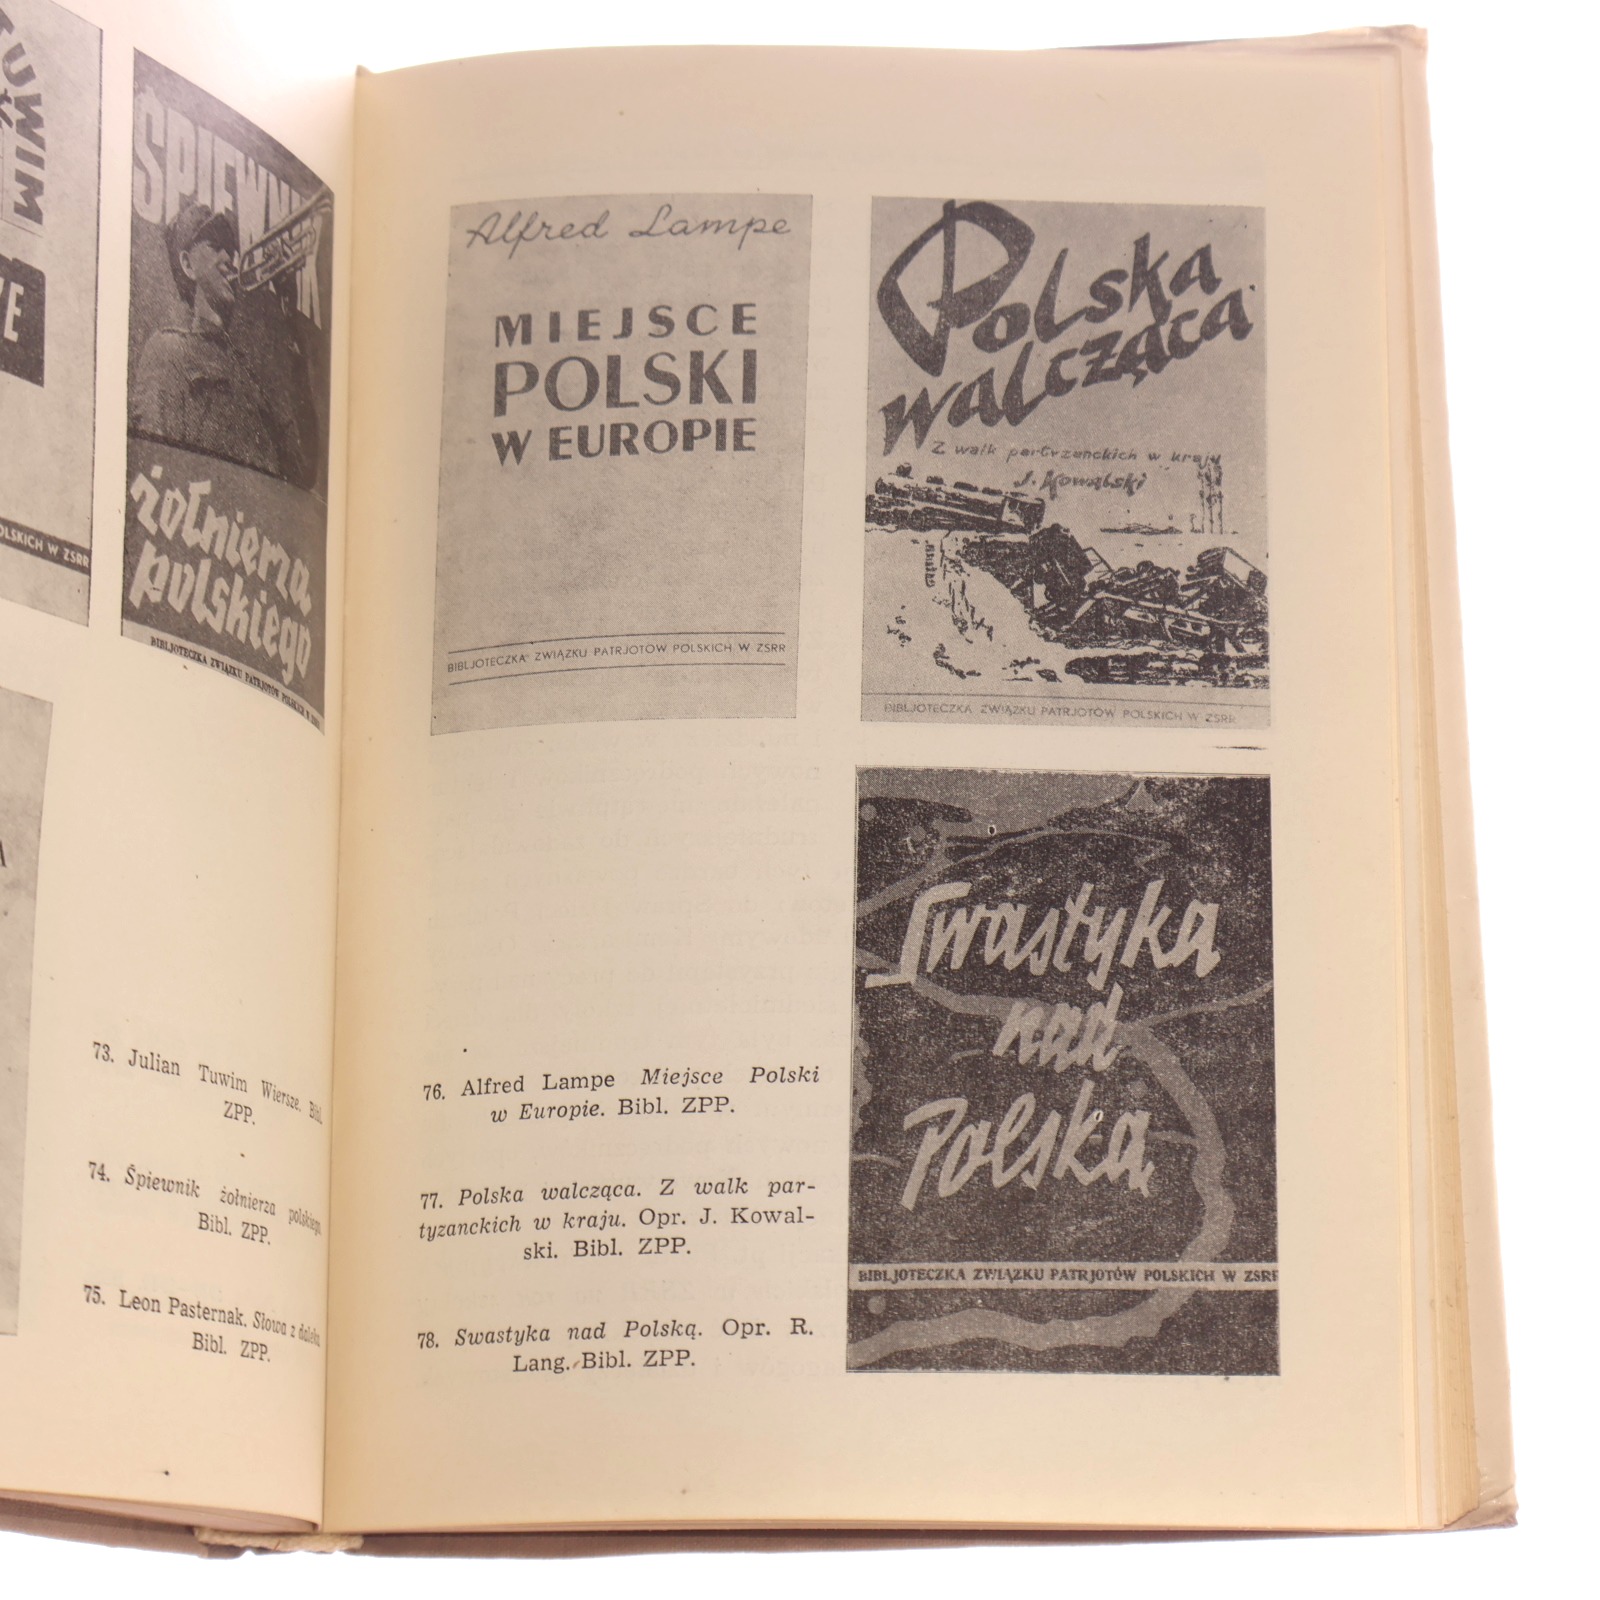 TUWIM
ZE
OLSKICH W ZSRR
ŚPIEWNIK
żołnierza
polskiego
BIBLJOTECZKA ZWIĄZKU PATRJOTÓW POLSKICH W ZSRR
A
73. Julian Tuwim Wiersze. Bibl.
ZPP.
74. Śpiewnik żołnierza polskiego
Bibl. ZPP.
75. Leon Pasternak. Słowa z daleka
Bibl. ZPP.
Alfred Lampe
MIEJSCE
POLSKI
W EUROPIE
BIBLJOTECZKA ZWIĄZKU PATRJOTÓW POLSKICH W ZSRR
Polska
walcząca
Z walk partyzanckich w kraju
J. Kowalski
BIBLJOTECZKA ZWIĄZKU PATRJOTÓW POLSKICH W ZSRR
Swastyka
nad
Polską
BIBLJOTECZKA ZWIĄZKU PATRJOTÓW POLSKICH W ZSRR
76. Alfred Lampe Miejsce Polski
w Europie. Bibl. ZPP.
77. Polska walcząca. Z walk par-
tyzanckich w kraju. Opr. J. Kowal-
ski. Bibl. ZPP.
78. Swastyka nad Polską. Opr. R.
Lang. Bibl. ZPP.